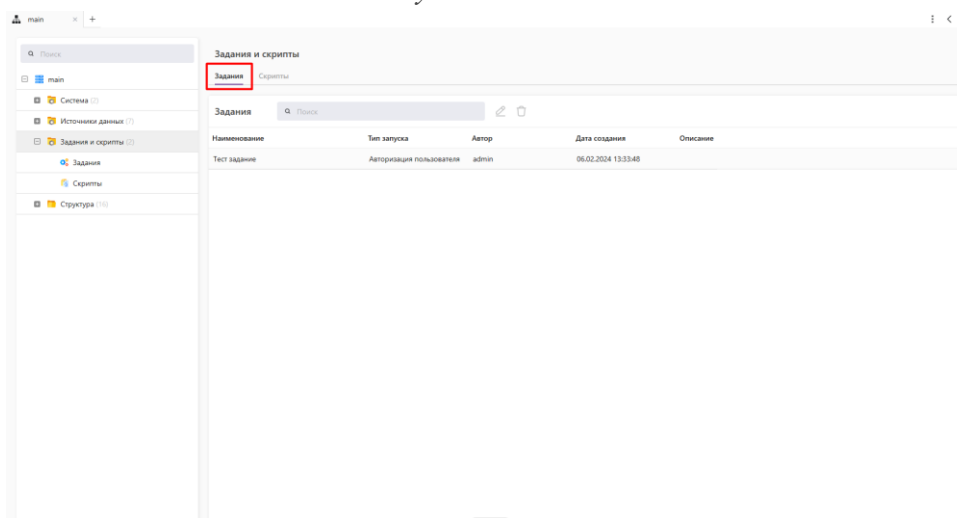 main × +
Поиск
main
Система (2)
Источники данных (7)
Задания и скрипты (2)
Задания
Скрипты
Структура (16)
Задания и скрипты
Задания Скрипты
Задания Поиск
Наименование Тип запуска Автор Дата создания Описание
Тест задание Авторизация пользователя admin 06.02.2024 13:33:48